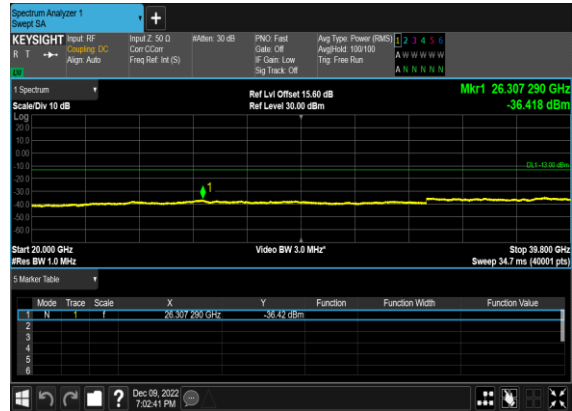 Spectrum Analyzer 1
Swept SA
+
KEYSIGHT
R T
Input: RF
Coupling: DC
Align: Auto
Input Z: 50 Ω
Corr CCorr
Freq Ref: Int (S)
#Atten: 30 dB
PNO: Fast
Gate: Off
IF Gain: Low
Sig Track: Off
Avg Type: Power (RMS)
Avg|Hold: 100/100
Trig: Free Run
1 2 3 4 5 6
A W W W W W
A N N N N N
1 Spectrum
Scale/Div 10 dB
Ref Lvl Offset 15.60 dB
Ref Level 30.00 dBm
Mkr1 26.307 290 GHz
-36.418 dBm
Log
20.0
10.0
0.00
-10.0
-20.0
-30.0
-40.0
-50.0
-60.0
DL1 -13.00 dBm
1
Start 20.000 GHz
#Res BW 1.0 MHz
Video BW 3.0 MHz*
Stop 39.800 GHz
Sweep 34.7 ms (40001 pts)
5 Marker Table
Mode Trace Scale X Y Function Function Width Function Value
1 N 1 f 26.307 290 GHz -36.42 dBm
2
3
4
5
6
?
Dec 09, 2022
7:02:41 PM